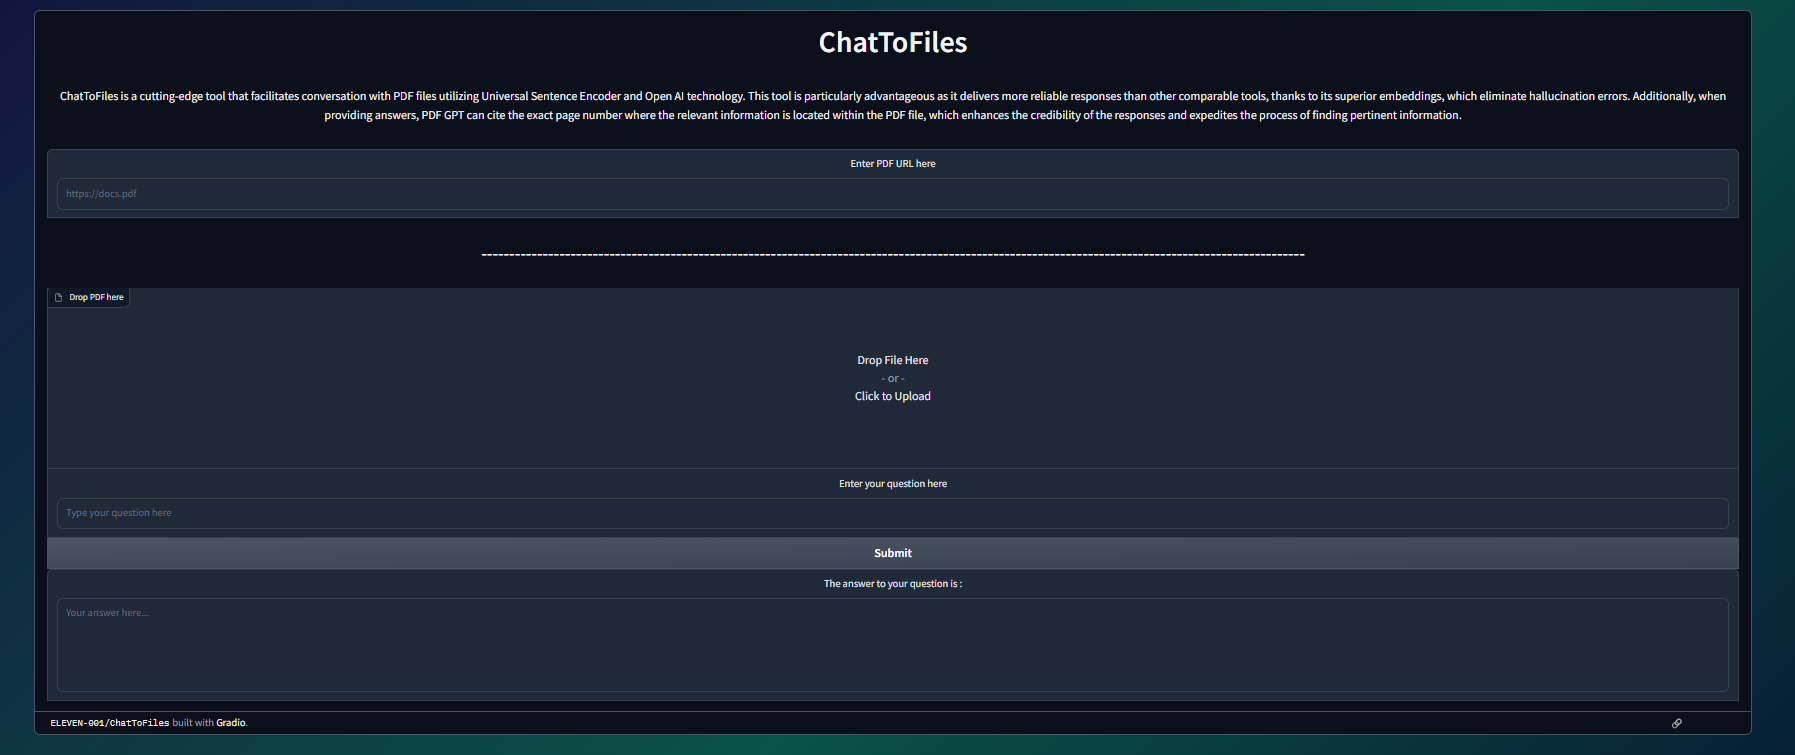 ChatToFiles
ChatToFiles is a cutting-edge tool that facilitates conversation with PDF files utilizing Universal Sentence Encoder and Open AI technology. This tool is particularly advantageous as it delivers more reliable responses than other comparable tools, thanks to its superior embeddings, which eliminate hallucination errors. Additionally, when
providing answers, PDF GPT can cite the exact page number where the relevant information is located within the PDF file, which enhances the credibility of the responses and expedites the process of finding pertinent information.
Enter PDF URL here
https://docs.pdf
---------------------------------------------------------------------------------------------------------------------------------------------------
Drop PDF here
Drop File Here
- or -
Click to Upload
Enter your question here
Type your question here
Submit
The answer to your question is :
Your answer here...
ELEVEN-001/ChatToFiles built with Gradio.